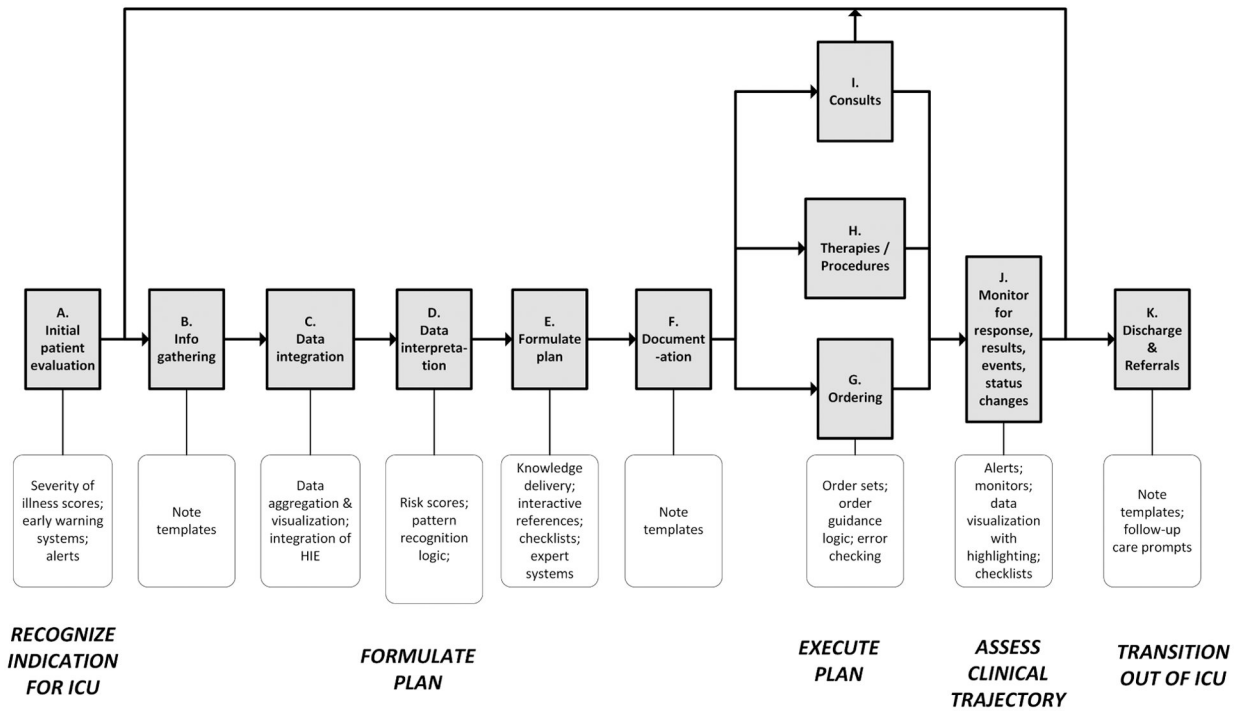 I.
Consults
H.
Therapies /
Procedures
A.
Initial
patient
evaluation
B.
Info
gathering
C.
Data
integration
D.
Data
interpreta-
tion
E.
Formulate
plan
F.
Document
-ation
G.
Ordering
J.
Monitor
for
response,
results,
events,
status
changes
K.
Discharge
&
Referrals
Severity of
illness scores;
early warning
systems;
alerts
Note
templates
Data
aggregation &
visualization;
integration of
HIE
Risk scores;
pattern
recognition
logic;
Knowledge
delivery;
interactive
references;
checklists;
expert
systems
Note
templates
Order sets;
order
guidance
logic; error
checking
Alerts;
monitors;
data
visualization
with
highlighting;
checklists
Note
templates;
follow-up
care prompts
RECOGNIZE
INDICATION
FOR ICU
FORMULATE
PLAN
EXECUTE
PLAN
ASSESS
CLINICAL
TRAJECTORY
TRANSITION
OUT OF ICU